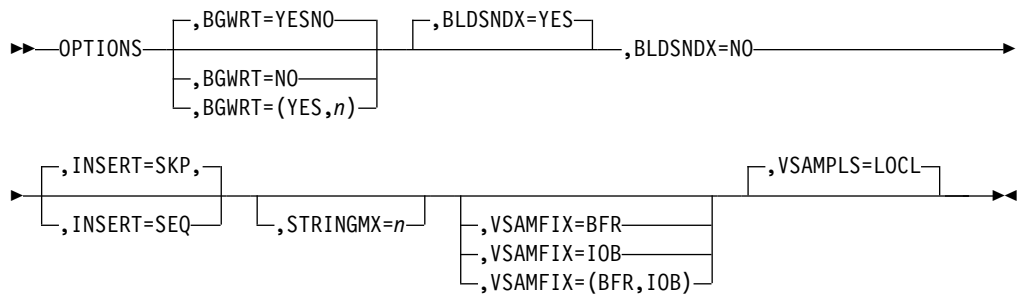 ,BGWRT=YESNO ,BLDSNDX=YES
OPTIONS ,BLDSNDX=NO
,BGWRT=NO
,BGWRT=(YES,n)
,INSERT=SKP, ,VSAMPLS=LOCL
,INSERT=SEQ ,STRINGMX=n ,VSAMFIX=BFR
,VSAMFIX=IOB
,VSAMFIX=(BFR,IOB)